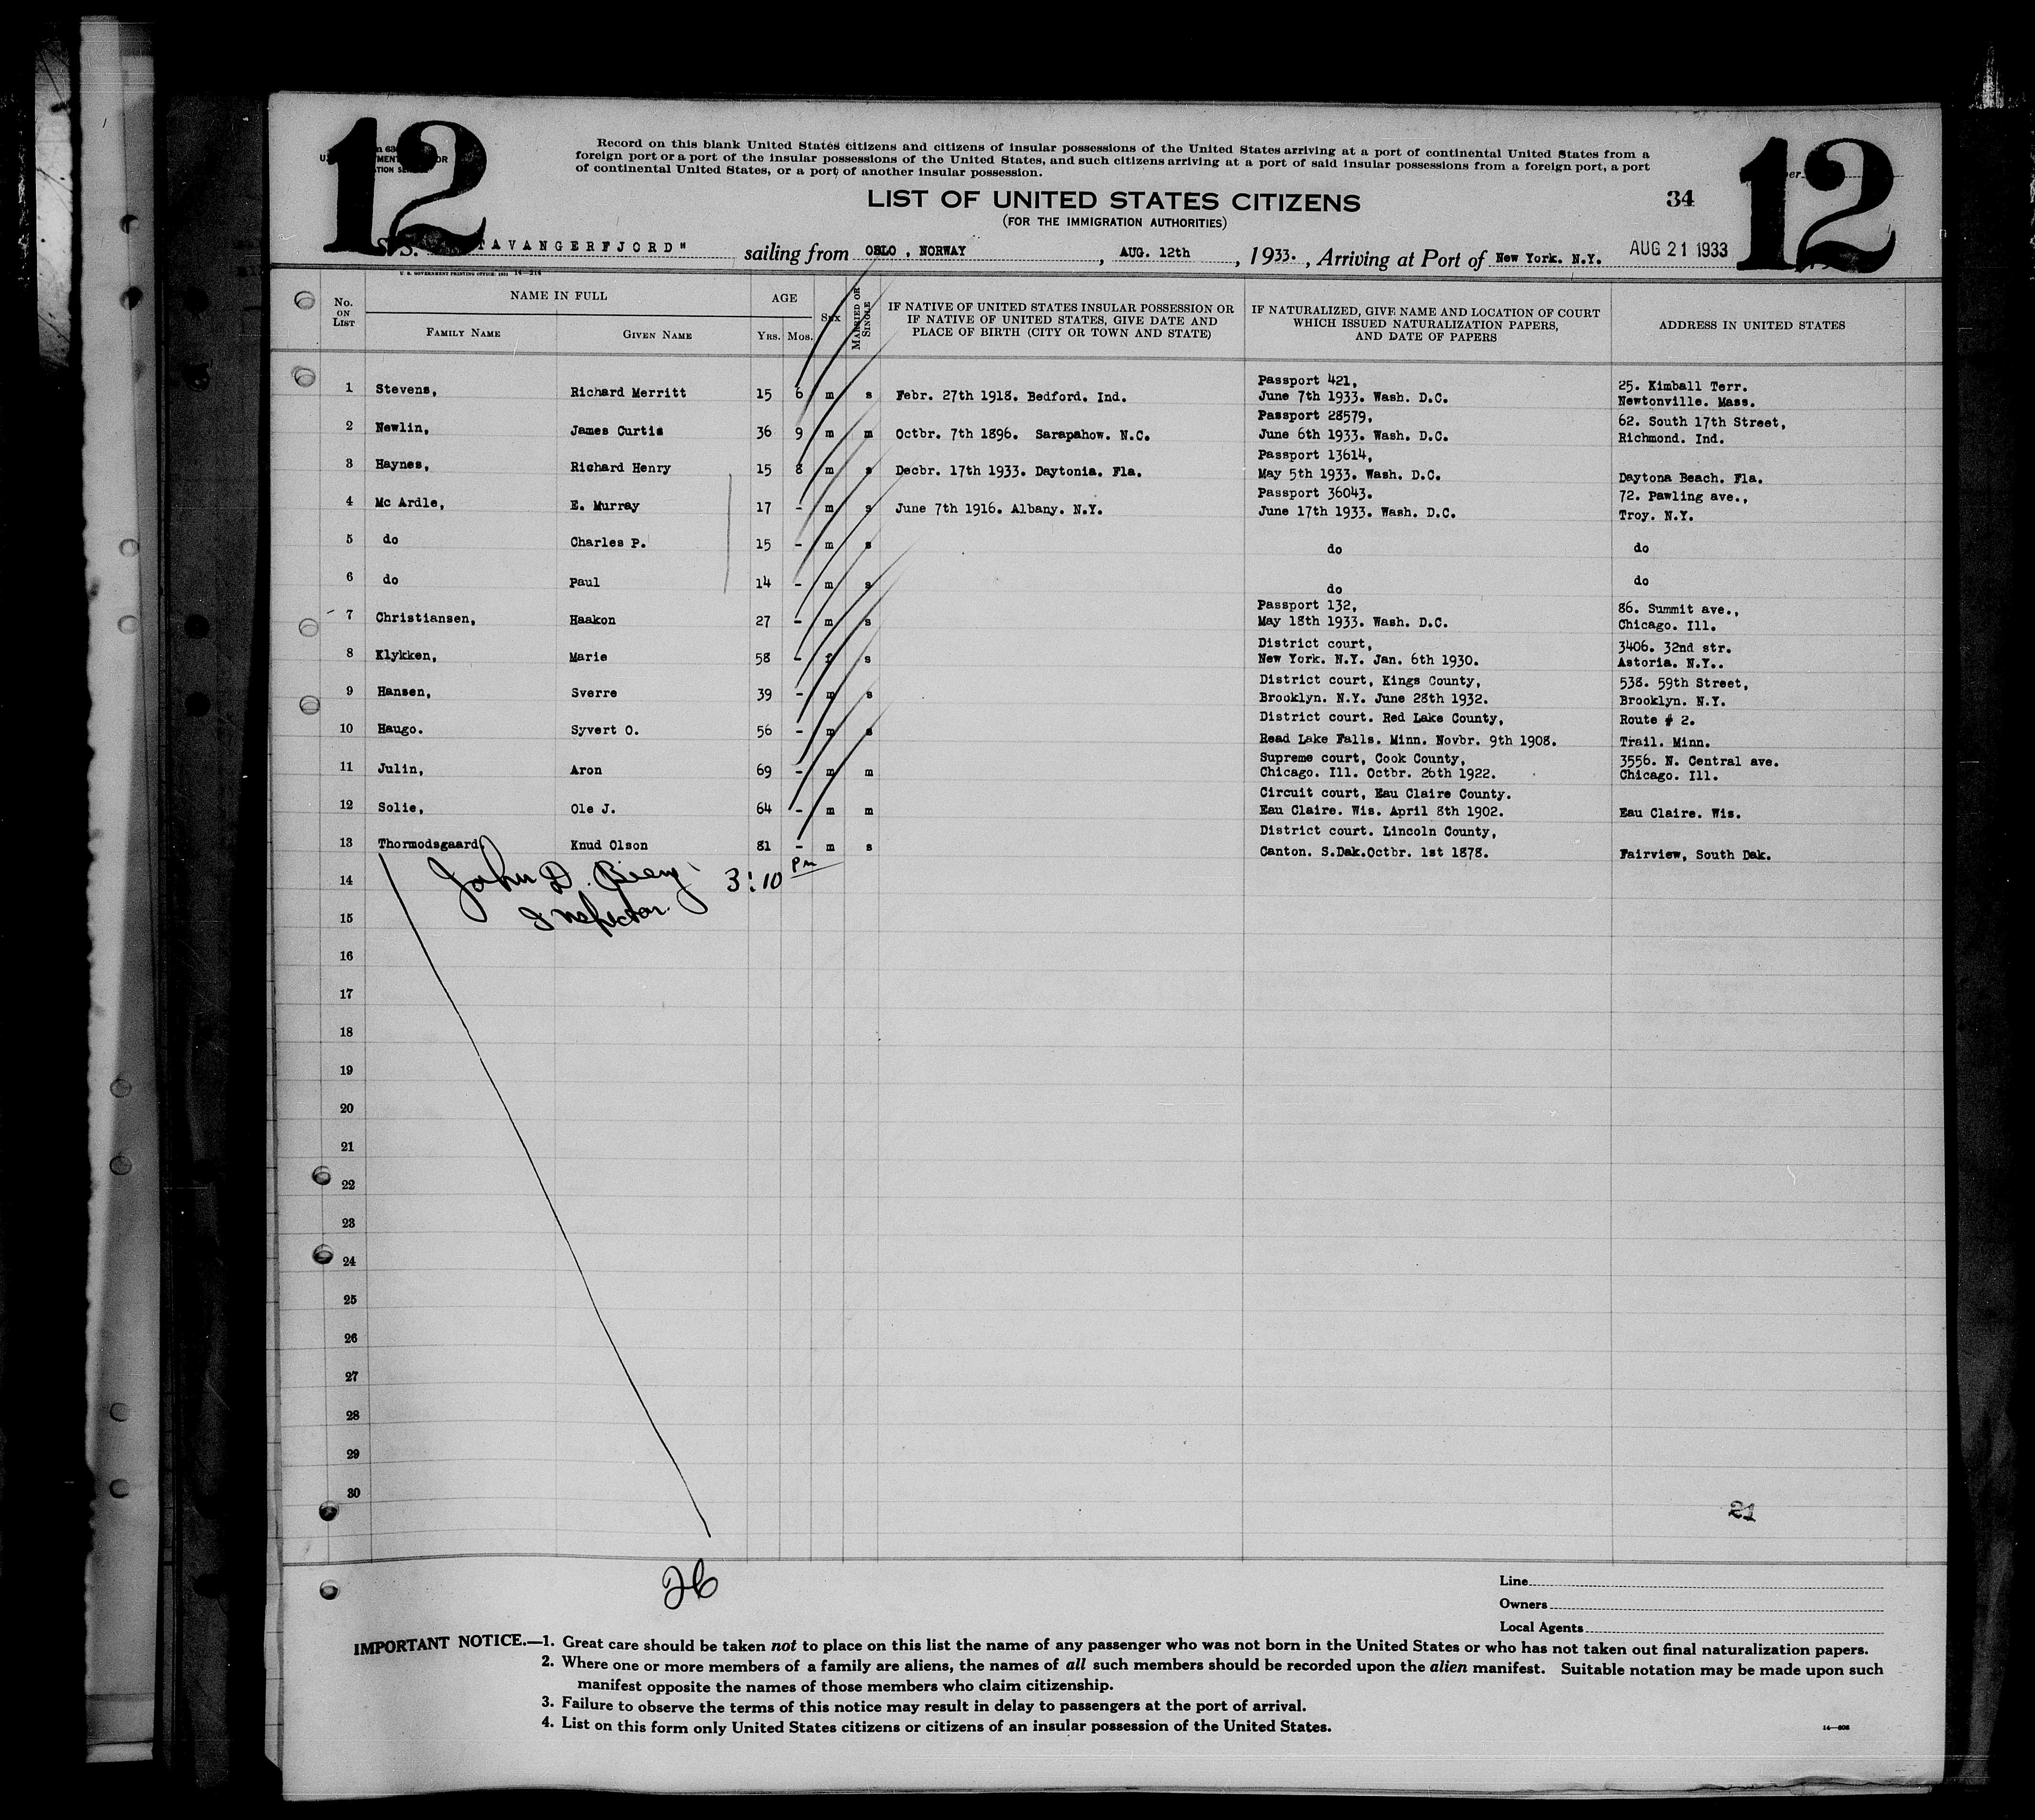 12
12
Record on this blank United States citizens and citizens of insular possessions of the United States arriving at a port of continental United States from a
foreign port or a port of the insular possessions of the United States, and such citizens arriving at a port of said insular possessions from a foreign port, a port
of continental United States, or a port of another insular possession.
LIST OF UNITED STATES CITIZENS
34
(FOR THE IMMIGRATION AUTHORITIES)
S.S. TAVANGERFJORD" sailing from OSLO , NORWAY , AUG. 12th , 1933. , Arriving at Port of New York. N.Y. AUG 21 1933
No. ON LIST
NAME IN FULL
FAMILY NAME
GIVEN NAME
AGE
YRS. MOS.
SEX
MARRIED OR SINGLE
IF NATIVE OF UNITED STATES INSULAR POSSESSION OR
IF NATIVE OF UNITED STATES, GIVE DATE AND
PLACE OF BIRTH (CITY OR TOWN AND STATE)
IF NATURALIZED, GIVE NAME AND LOCATION OF COURT
WHICH ISSUED NATURALIZATION PAPERS,
AND DATE OF PAPERS
ADDRESS IN UNITED STATES
1 Stevens, Richard Merritt 15 6 m s Febr. 27th 1918. Bedford. Ind. Passport 421, 25. Kimball Terr.
June 7th 1933. Wash. D.C. Newtonville. Mass.
2 Newlin, James Curtis 36 9 m m Octbr. 7th 1896. Sarapahow. N.C. Passport 28579, 62. South 17th Street,
June 6th 1933. Wash. D.C. Richmond. Ind.
3 Haynes, Richard Henry 15 8 m s Decbr. 17th 1933. Daytonia. Fla. Passport 13614,
May 5th 1933. Wash. D.C. Daytona Beach. Fla.
4 Mc Ardle, E. Murray 17 - m s June 7th 1916. Albany. N.Y. Passport 36043. 72. Pawling ave.,
June 17th 1933. Wash. D.C. Troy. N.Y.
5 do Charles P. 15 - m s do do
6 do Paul 14 - m s do do
7 Christiansen, Haakon 27 - m s Passport 132, 86. Summit ave.,
May 18th 1933. Wash. D.C. Chicago. Ill.
8 Klykken, Marie 58 - f s District court, 3406. 32nd str.
New York. N.Y. Jan. 6th 1930. Astoria. N.Y..
9 Hansen, Sverre 39 - m s District court, Kings County, 538. 59th Street,
Brooklyn. N.Y. June 28th 1932. Brooklyn. N.Y.
10 Haugo. Syvert O. 56 - m s District court. Red Lake County, Route # 2.
Read Lake Falls. Minn. Novbr. 9th 1908. Trail. Minn.
11 Julin, Aron 69 - m m Supreme court, Cook County, 3556. N. Central ave.
Chicago. Ill. Octbr. 26th 1922. Chicago. Ill.
12 Solie, Ole J. 64 - m m Circuit court, Eau Claire County.
Eau Claire. Wis. April 8th 1902. Eau Claire. Wis.
13 Thormodsgaard, Knud Olson 81 - m s District court. Lincoln County,
Canton. S.Dak.Octbr. 1st 1878. Fairview, South Dak.
14 John D. 3:10 Pm
15 Inspector.
16
17
18
19
20
21
22
23
24
25
26
27
28
29
30
21
26
Line
Owners
Local Agents
IMPORTANT NOTICE.—1. Great care should be taken not to place on this list the name of any passenger who was not born in the United States or who has not taken out final naturalization papers.
2. Where one or more members of a family are aliens, the names of all such members should be recorded upon the alien manifest. Suitable notation may be made upon such
manifest opposite the names of those members who claim citizenship.
3. Failure to observe the terms of this notice may result in delay to passengers at the port of arrival.
4. List on this form only United States citizens or citizens of an insular possession of the United States.